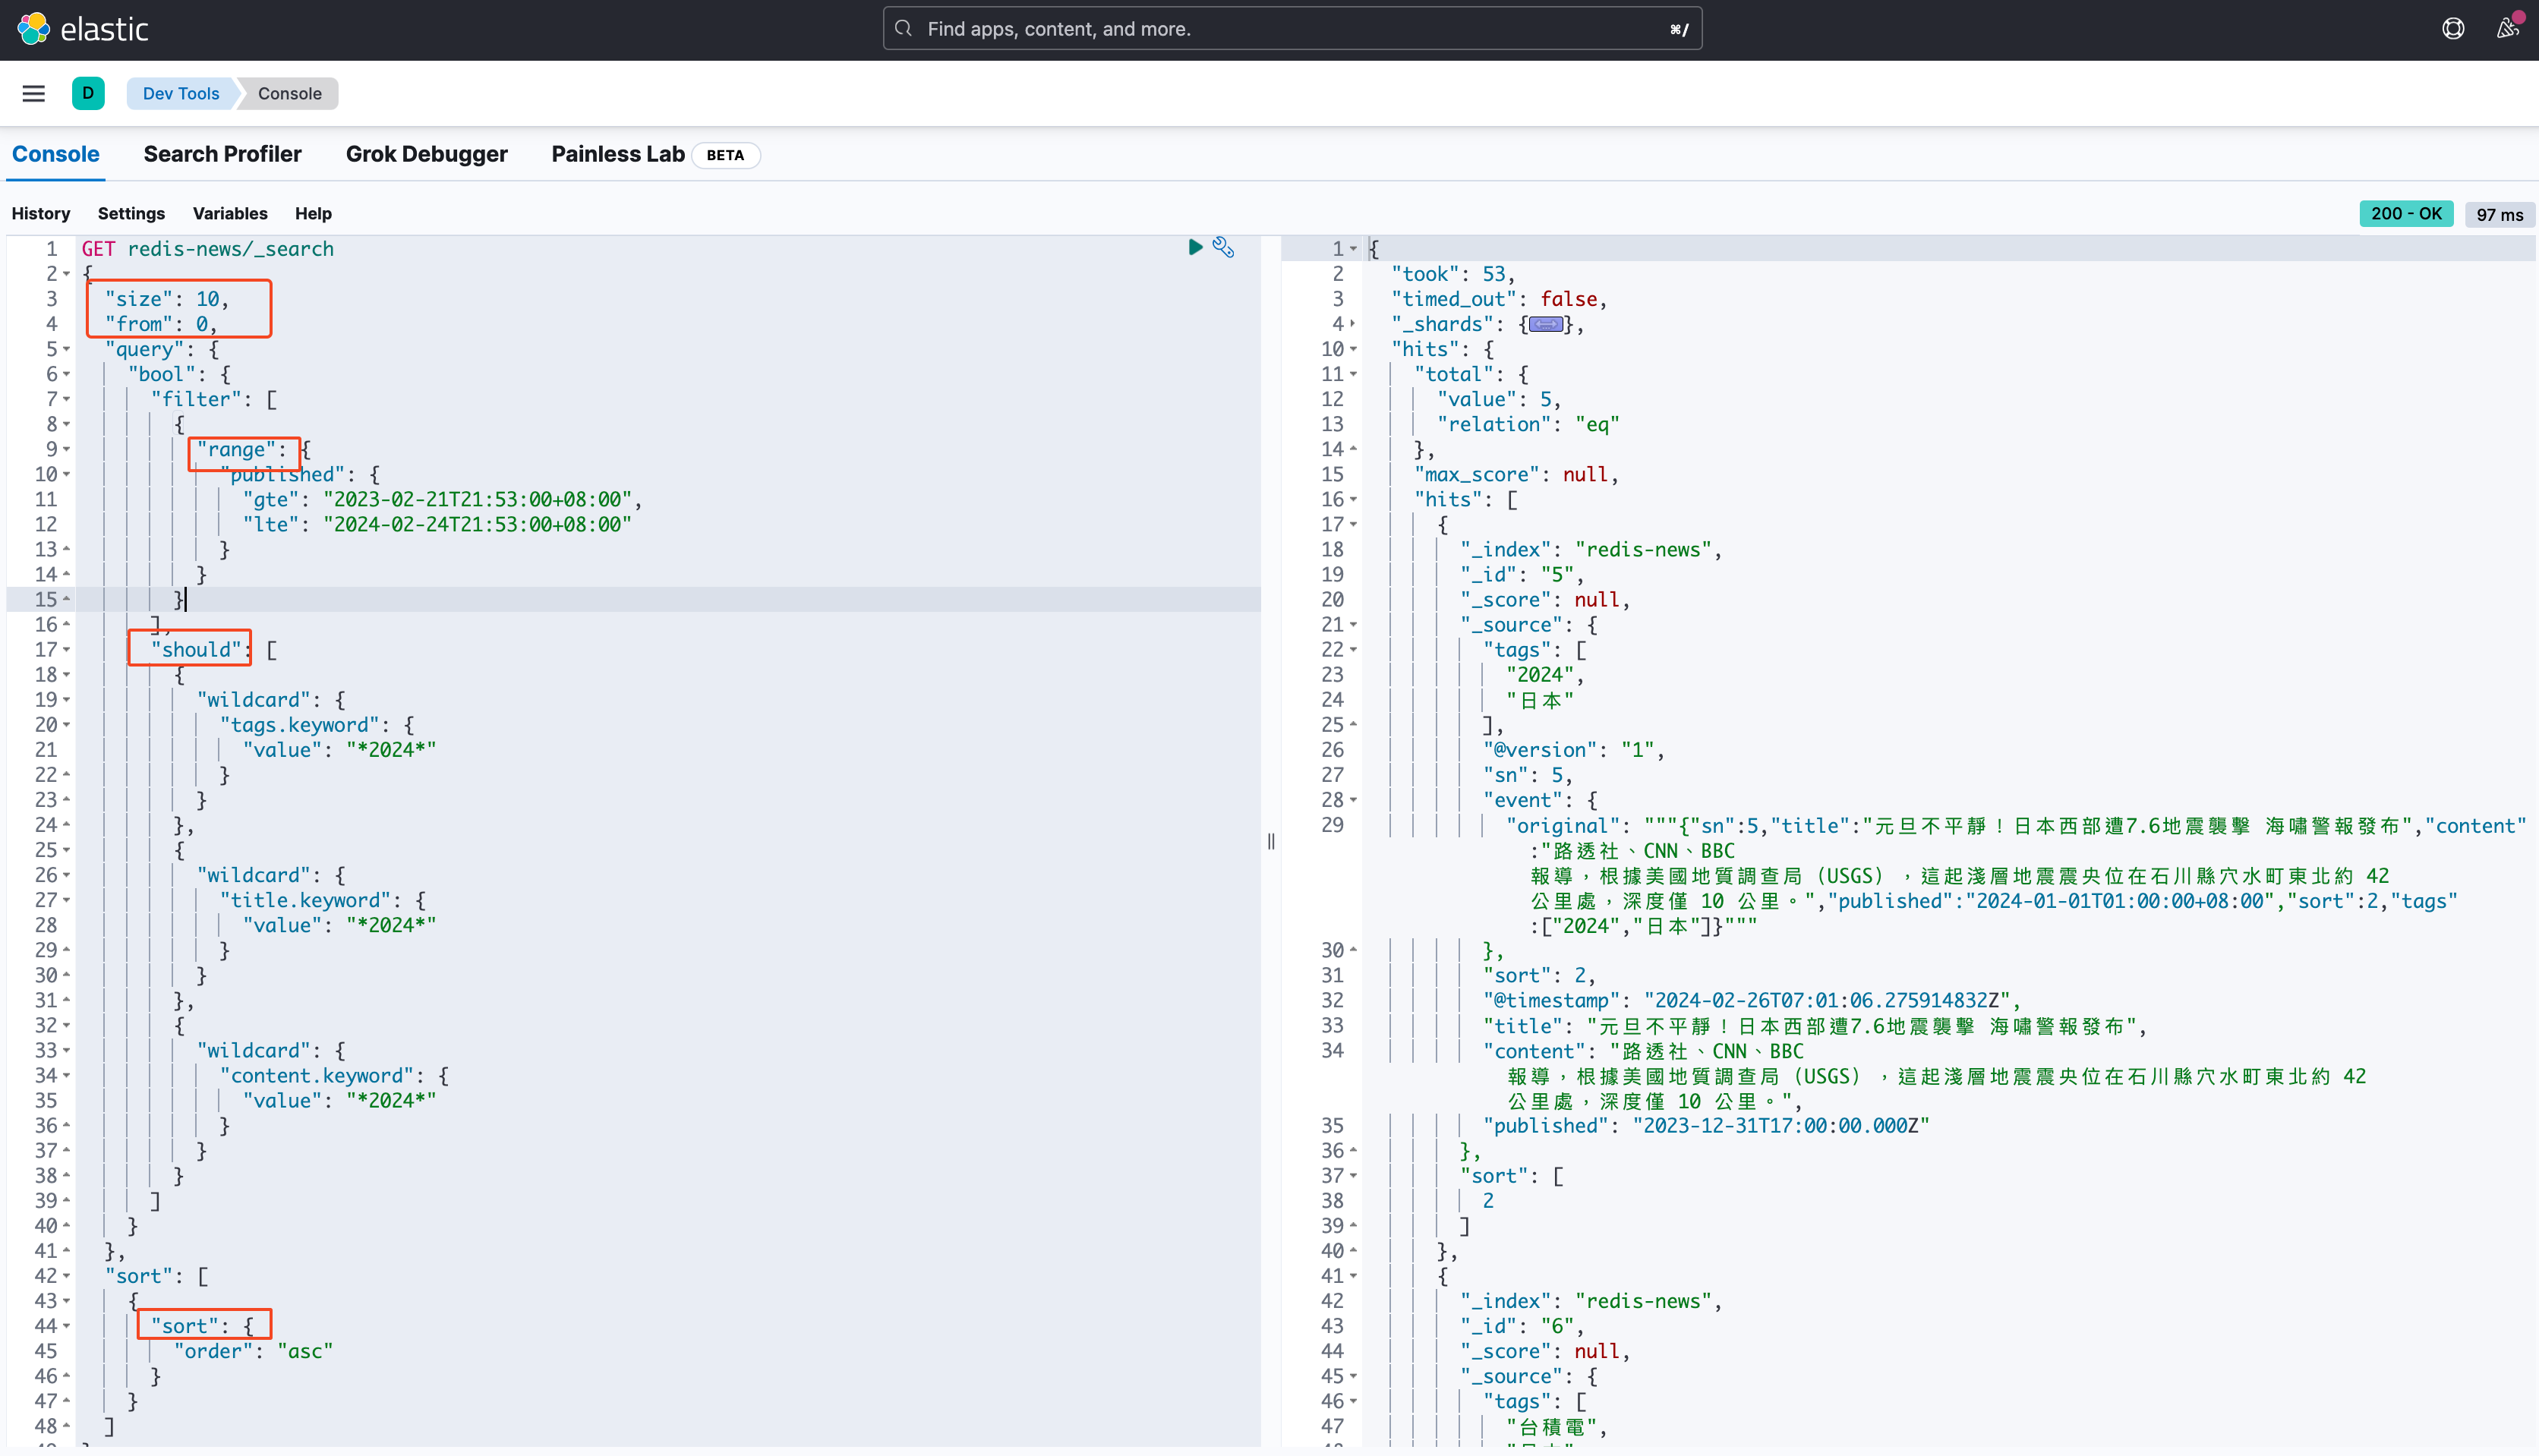 elastic
Find apps, content, and more.
⌘/
D
Dev Tools
Console
Console
Search Profiler
Grok Debugger
Painless Lab
BETA
History
Settings
Variables
Help
200 - OK
97 ms
1 GET redis-news/_search
2 {
3 "size": 10,
4 "from": 0,
5 "query": {
6 "bool": {
7 "filter": [
8 {
9 "range": {
10 "published": {
11 "gte": "2023-02-21T21:53:00+08:00",
12 "lte": "2024-02-24T21:53:00+08:00"
13 }
14 }
15 }
16 ],
17 "should": [
18 {
19 "wildcard": {
20 "tags.keyword": {
21 "value": "*2024*"
22 }
23 }
24 },
25 {
26 "wildcard": {
27 "title.keyword": {
28 "value": "*2024*"
29 }
30 }
31 },
32 {
33 "wildcard": {
34 "content.keyword": {
35 "value": "*2024*"
36 }
37 }
38 }
39 ]
40 }
41 },
42 "sort": [
43 {
44 "sort": {
45 "order": "asc"
46 }
47 }
48 ]
1 {
2 "took": 53,
3 "timed_out": false,
4 "_shards": {},
10 "hits": {
11 "total": {
12 "value": 5,
13 "relation": "eq"
14 },
15 "max_score": null,
16 "hits": [
17 {
18 "_index": "redis-news",
19 "_id": "5",
20 "_score": null,
21 "_source": {
22 "tags": [
23 "2024",
24 "日本"
25 ],
26 "@version": "1",
27 "sn": 5,
28 "event": {
29 "original": """{"sn":5,"title":"元旦不平靜！日本西部遭7.6地震襲擊 海嘯警報發布","content"
:"路透社、CNN、BBC
報導，根據美國地質調查局（USGS），這起淺層地震震央位在石川縣穴水町東北約 42
公里處，深度僅 10 公里。","published":"2024-01-01T01:00:00+08:00","sort":2,"tags"
:["2024","日本"]}"""
30 },
31 "sort": 2,
32 "@timestamp": "2024-02-26T07:01:06.275914832Z",
33 "title": "元旦不平靜！日本西部遭7.6地震襲擊 海嘯警報發布",
34 "content": "路透社、CNN、BBC
報導，根據美國地質調查局（USGS），這起淺層地震震央位在石川縣穴水町東北約 42
公里處，深度僅 10 公里。",
35 "published": "2023-12-31T17:00:00.000Z"
36 },
37 "sort": [
38 2
39 ]
40 },
41 {
42 "_index": "redis-news",
43 "_id": "6",
44 "_score": null,
45 "_source": {
46 "tags": [
47 "台積電",